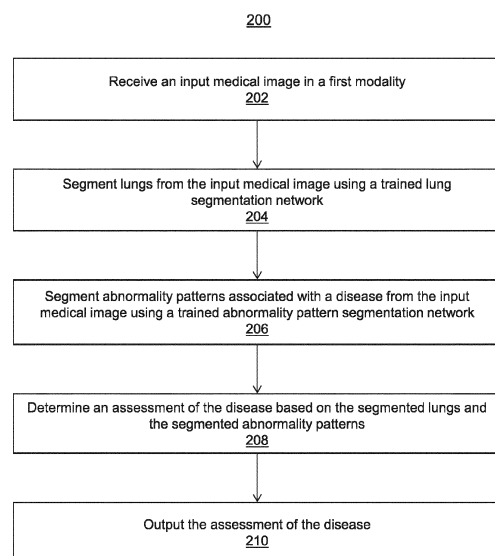 200
Receive an input medical image in a first modality
202
Segment lungs from the input medical image using a trained lung
segmentation network
204
Segment abnormality patterns associated with a disease from the input
medical image using a trained abnormality pattern segmentation network
206
Determine an assessment of the disease based on the segmented lungs and
the segmented abnormality patterns
208
Output the assessment of the disease
210